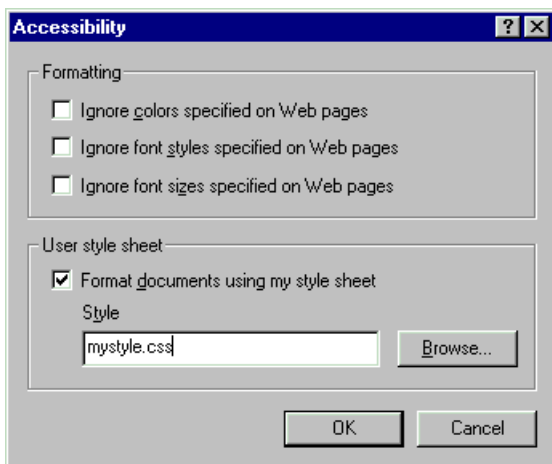 Accessibility
Formatting
Ignore colors specified on Web pages
Ignore font styles specified on Web pages
Ignore font sizes specified on Web pages
User style sheet
Format documents using my style sheet
Style
mystyle.css
Browse...
OK
Cancel